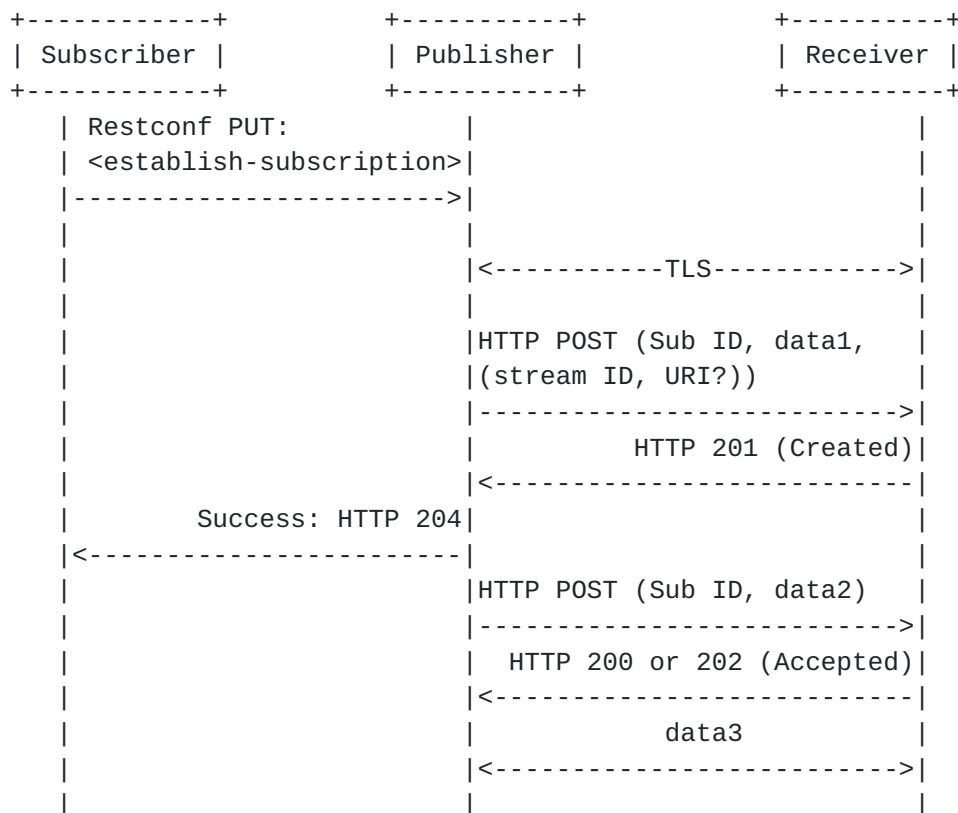 Subscriber Publisher Receiver
Restconf PUT:
<establish-subscription>
TLS
HTTP POST (Sub ID, data1,
(stream ID, URI?))
HTTP 201 (Created)
Success: HTTP 204
HTTP POST (Sub ID, data2)
HTTP 200 or 202 (Accepted)
data3